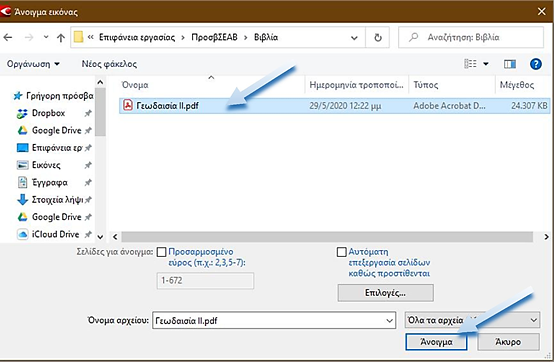 Άνοιγμα εικόνας
« Επιφάνεια εργασίας > ΠροσβΣΕΑΒ > Βιβλία
Αναζήτηση: Βιβλία
Οργάνωση Νέος φάκελος
Όνομα Ημερομηνία τροποποί... Τύπος Μέγεθος
Γρήγορη πρόσβα
Γεωδαισία II.pdf 29/5/2020 12:22 μμ Adobe Acrobat D... 24.307 KB
Dropbox
Google Drive
Επιφάνεια ερ
Εικόνες
Έγγραφα
Στοιχεία λήψι
Google Drive
iCloud Drive
Σελίδες για άνοιγμα: Προσαρμοσμένο
εύρος (π.χ.: 2,3,5-7):
1-672
Αυτόματη
επεξεργασία σελίδων
καθώς προστίθενται
Επιλογές...
Όνομα αρχείου: Γεωδαισία II.pdf Όλα τα αρχεία
Άνοιγμα Άκυρο